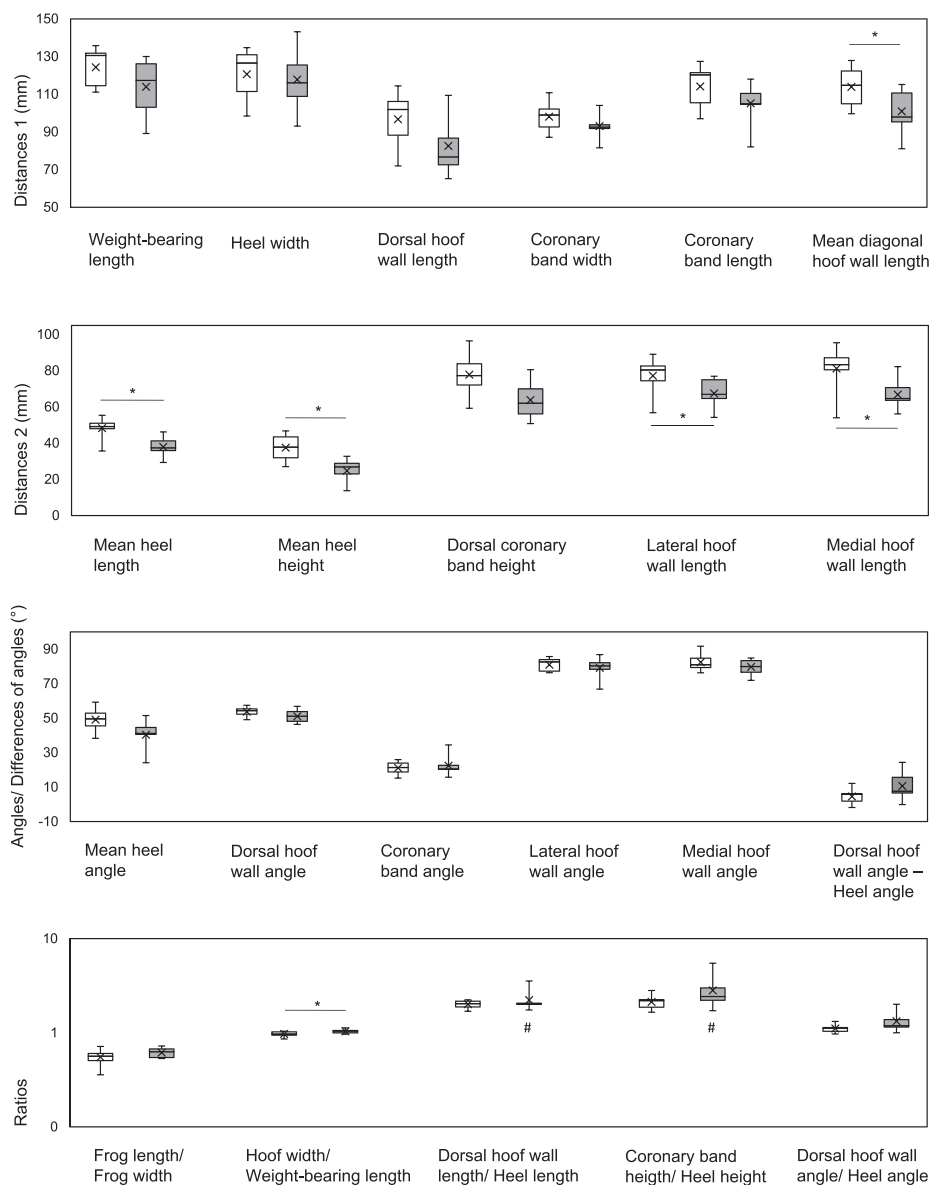 150
130
110
90
70
50
Distances 1 (mm)
*
Weight-bearing length
Heel width
Dorsal hoof wall length
Coronary band width
Coronary band length
Mean diagonal hoof wall length
100
80
60
40
20
0
Distances 2 (mm)
*
*
*
*
Mean heel length
Mean heel height
Dorsal coronary band height
Lateral hoof wall length
Medial hoof wall length
90
70
50
30
10
-10
Angles/ Differences of angles (°)
Mean heel angle
Dorsal hoof wall angle
Coronary band angle
Lateral hoof wall angle
Medial hoof wall angle
Dorsal hoof wall angle – Heel angle
10
1
0
Ratios
*
#
#
Frog length/ Frog width
Hoof width/ Weight-bearing length
Dorsal hoof wall length/ Heel length
Coronary band heigth/ Heel height
Dorsal hoof wall angle/ Heel angle